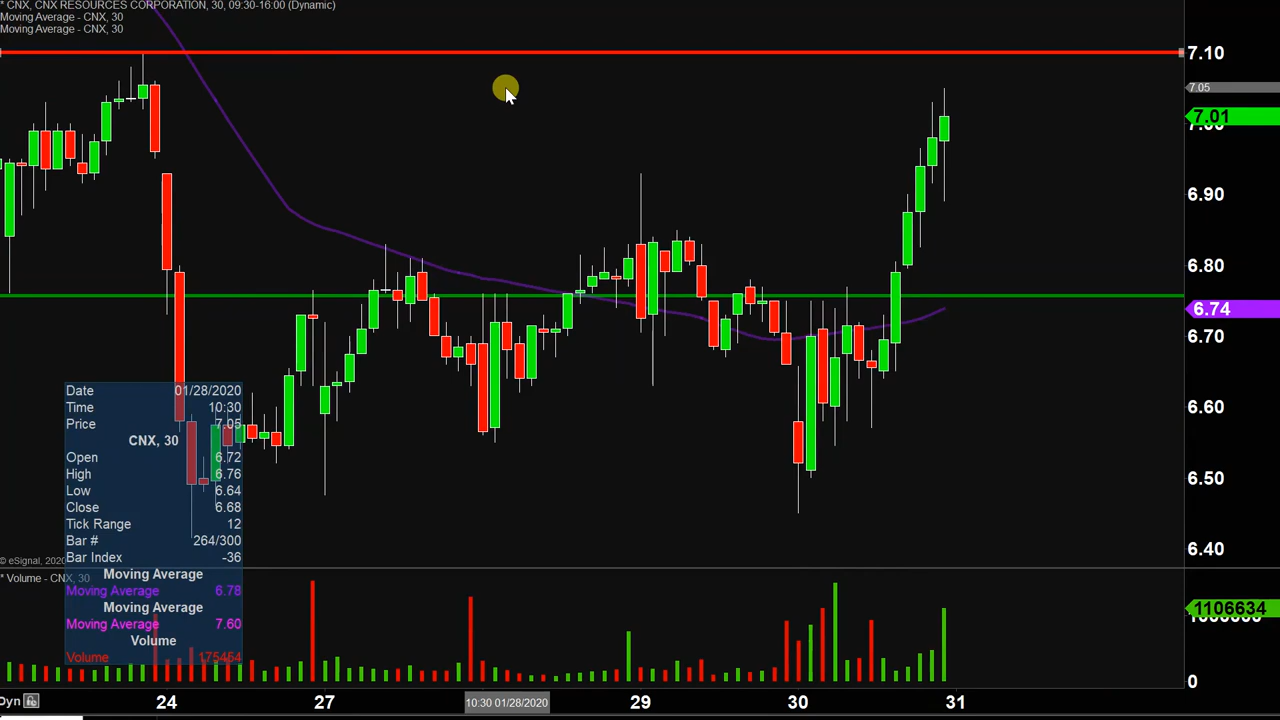 * CNX, CNX RESOURCES CORPORATION, 30, 09:30-16:00 (Dynamic)
Moving Average - CNX, 30
Moving Average - CNX, 30
7.10
7.05
7.01
6.90
6.80
6.74
6.70
6.60
6.50
6.40
Date 01/28/2020
Time 10:30
Price 7.05
CNX, 30
Open 6.72
High 6.76
Low 6.64
Close 6.68
Tick Range 12
Bar # 264/300
Bar Index -36
Moving Average
Moving Average 6.78
Moving Average
Moving Average 7.60
Volume
Volume 175454
© eSignal, 2020
* Volume - CNX, 30
1106634
0
Dyn 24 27 10:30 01/28/2020 29 30 31